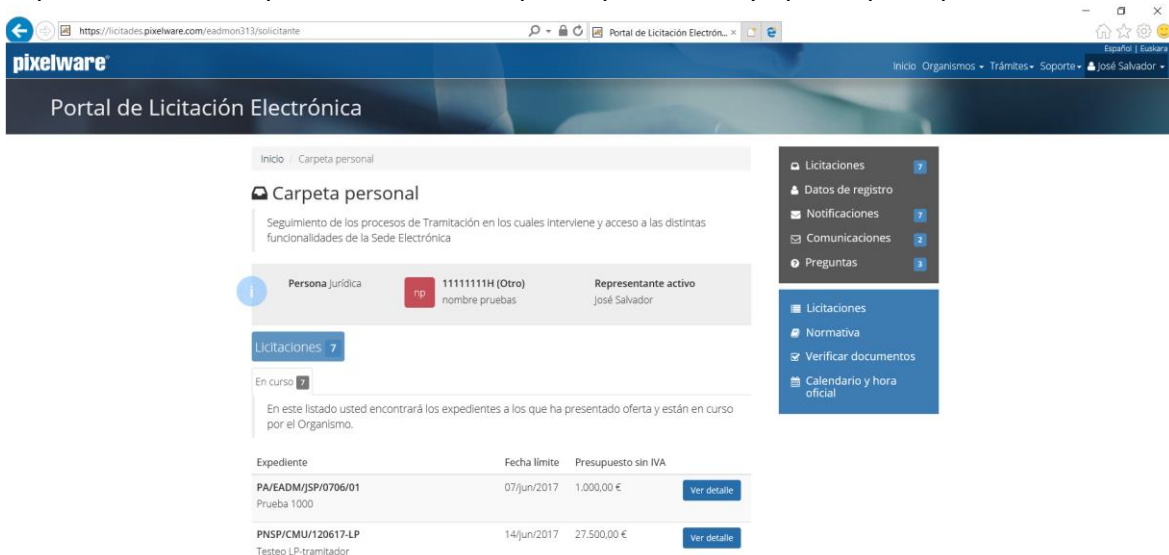 https://licitades.pixelware.com/eadmon313/solicitante
Portal de Licitación Electrón...
Español | Euskara
pixelware
Inicio Organismos Trámites Soporte José Salvador
Portal de Licitación Electrónica
Inicio / Carpeta personal
Carpeta personal
Seguimiento de los procesos de Tramitación en los cuales interviene y acceso a las distintas
funcionalidades de la Sede Electrónica
i
Persona Jurídica
np
11111111H (Otro)
nombre pruebas
Representante activo
José Salvador
Licitaciones 7
En curso 7
En este listado usted encontrará los expedientes a los que ha presentado oferta y están en curso
por el Organismo.
Expediente Fecha límite Presupuesto sin IVA
PA/EADM/JSP/0706/01 07/jun/2017 1.000,00 € Ver detalle
Prueba 1000
PNSP/CMU/120617-LP 14/jun/2017 27.500,00 € Ver detalle
Testeo LP-tramitador
Licitaciones 7
Datos de registro
Notificaciones 7
Comunicaciones 2
Preguntas 3
Licitaciones
Normativa
Verificar documentos
Calendario y hora
oficial